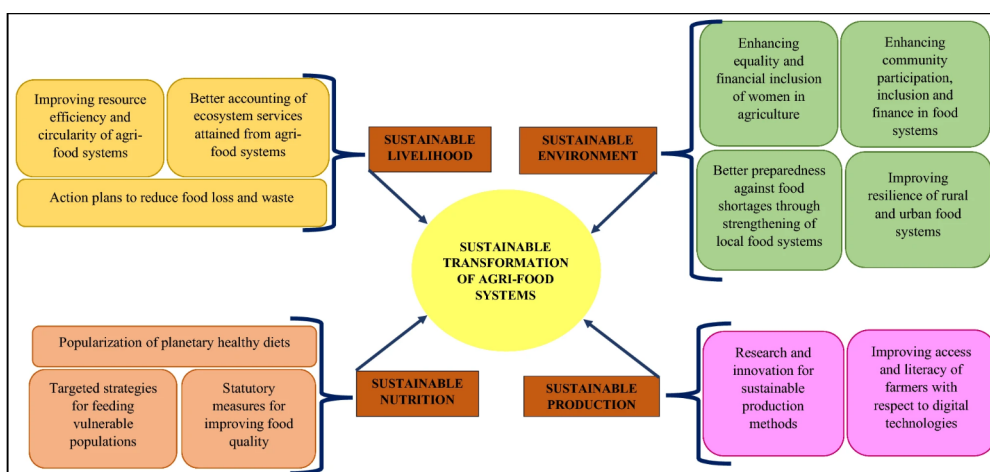 Improving resource
efficiency and
circularity of agri-
food systems
Better accounting of
ecosystem services
attained from agri-
food systems
Action plans to reduce food loss and waste
SUSTAINABLE
LIVELIHOOD
SUSTAINABLE
ENVIRONMENT
Enhancing
equality and
financial inclusion
of women in
agriculture
Enhancing
community
participation,
inclusion and
finance in food
systems
Better preparedness
against food
shortages through
strengthening of
local food systems
Improving
resilience of rural
and urban food
systems
SUSTAINABLE
TRANSFORMATION
OF AGRI-FOOD
SYSTEMS
Popularization of planetary healthy diets
Targeted strategies
for feeding
vulnerable
populations
Statutory
measures for
improving food
quality
SUSTAINABLE
NUTRITION
SUSTAINABLE
PRODUCTION
Research and
innovation for
sustainable
production
methods
Improving access
and literacy of
farmers with
respect to digital
technologies